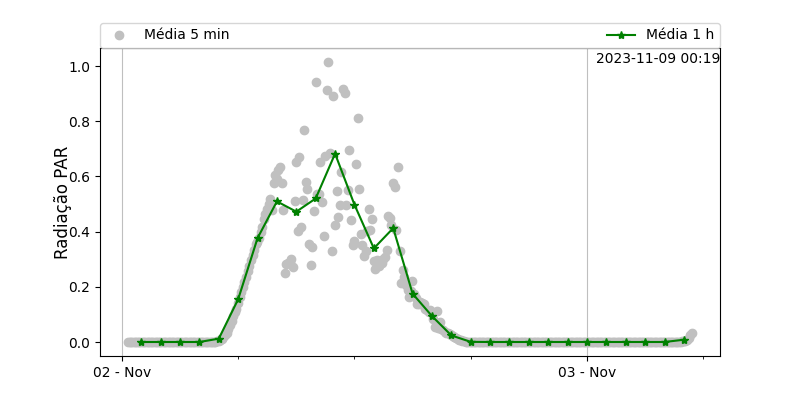 Média 5 min
Média 1 h
2023-11-09 00:19
Radiação PAR
1.0
0.8
0.6
0.4
0.2
0.0
02 - Nov
03 - Nov